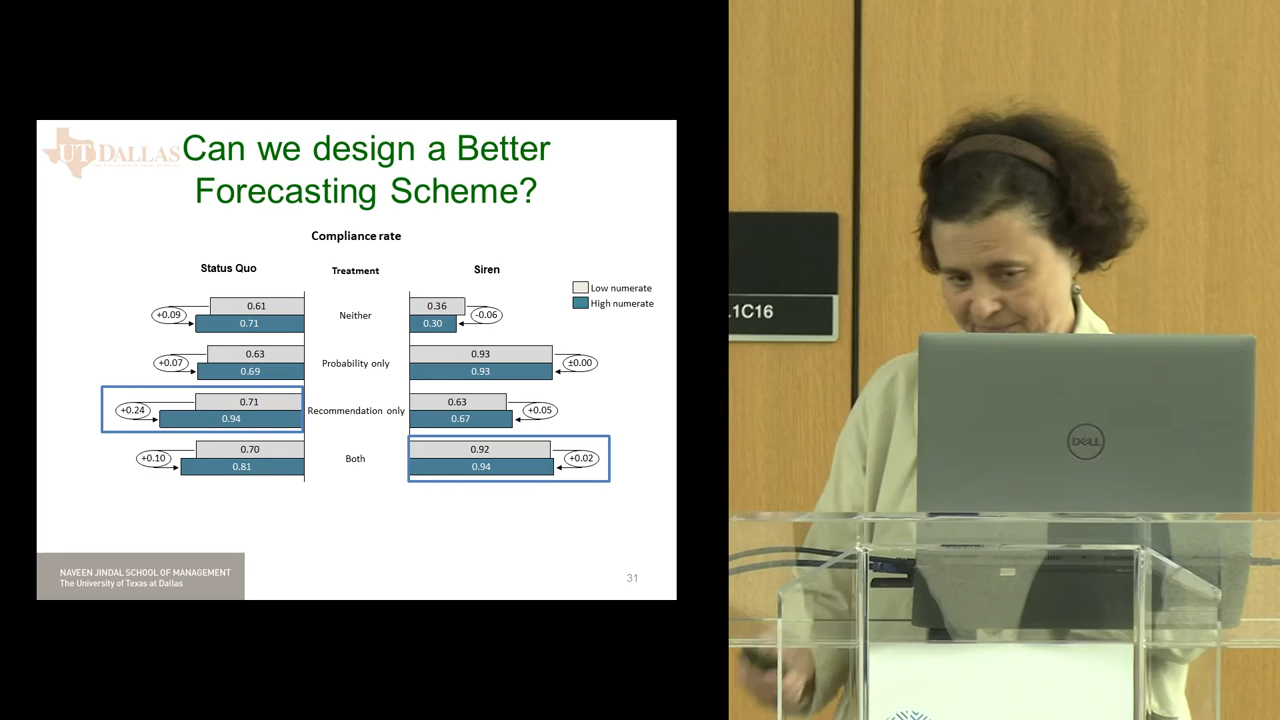 UT DALLAS
Can we design a Better
Forecasting Scheme?
Compliance rate
Status Quo
Treatment
Siren
Low numerate
High numerate
+0.09
0.61
0.71
Neither
0.36
0.30
-0.06
+0.07
0.63
0.69
Probability only
0.93
0.93
±0.00
+0.24
0.71
0.94
Recommendation only
0.63
0.67
+0.05
+0.10
0.70
0.81
Both
0.92
0.94
+0.02
NAVEEN JINDAL SCHOOL OF MANAGEMENT
The University of Texas at Dallas
31
.1C16
DELL